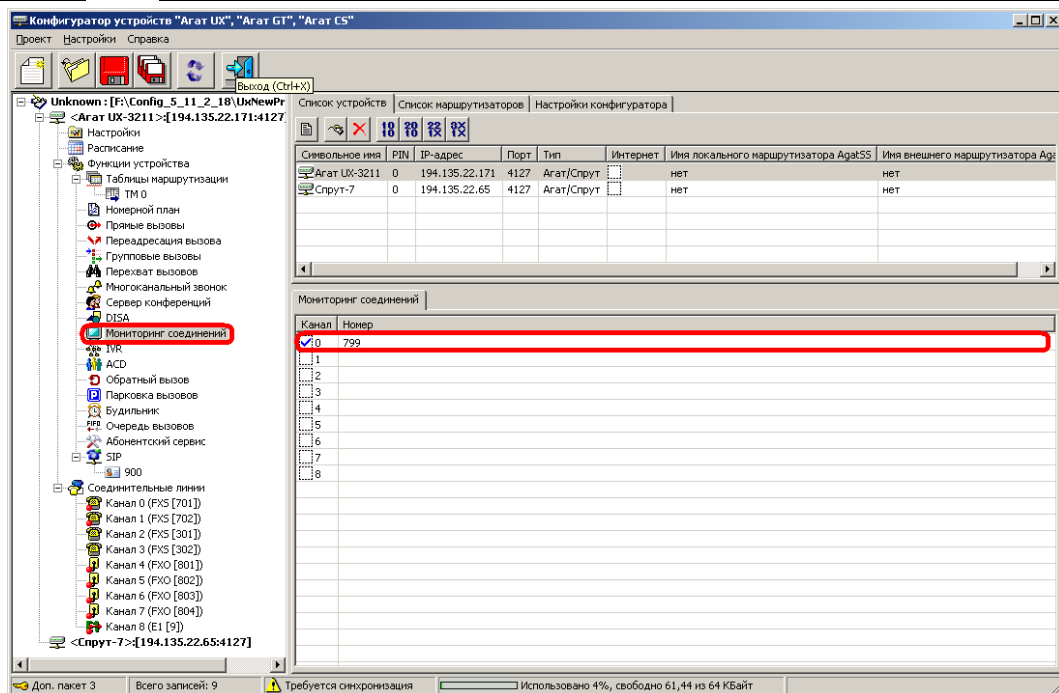 Конфигуратор устройств "Агат UX", "Агат GT", "Агат CS"
Проект Настройки Справка
Выход (Ctrl+X)
Unknown : [F:\Config_5_11_2_18\UxNewPr
<Агат UX-3211>:[194.135.22.171:4127]
Настройки
Расписание
Функции устройства
Таблицы маршрутизации
ТМ 0
Номерной план
Прямые вызовы
Переадресация вызова
Групповые вызовы
Перехват вызовов
Многоканальный звонок
Сервер конференций
DISA
Мониторинг соединений
IVR
ACD
Обратный вызов
Парковка вызовов
Будильник
Очередь вызовов
Абонентский сервис
SIP
900
Соединительные линии
Канал 0 (FXS [701])
Канал 1 (FXS [702])
Канал 2 (FXS [301])
Канал 3 (FXS [302])
Канал 4 (FXO [801])
Канал 5 (FXO [802])
Канал 6 (FXO [803])
Канал 7 (FXO [804])
Канал 8 (E1 [9])
<Спрут-7>:[194.135.22.65:4127]
Список устройств Список маршрутизаторов Настройки конфигуратора
Символьное имя PIN IP-адрес Порт Тип Интернет Имя локального маршрутизатора AgatSS Имя внешнего маршрутизатора Aga
Агат UX-3211 0 194.135.22.171 4127 Агат/Спрут нет нет
Спрут-7 0 194.135.22.65 4127 Агат/Спрут нет нет
Мониторинг соединений
Канал Номер
0 799
1
2
3
4
5
6
7
8
Доп. пакет 3 Всего записей: 9 Требуется синхронизация Использовано 4%, свободно 61,44 из 64 КБайт